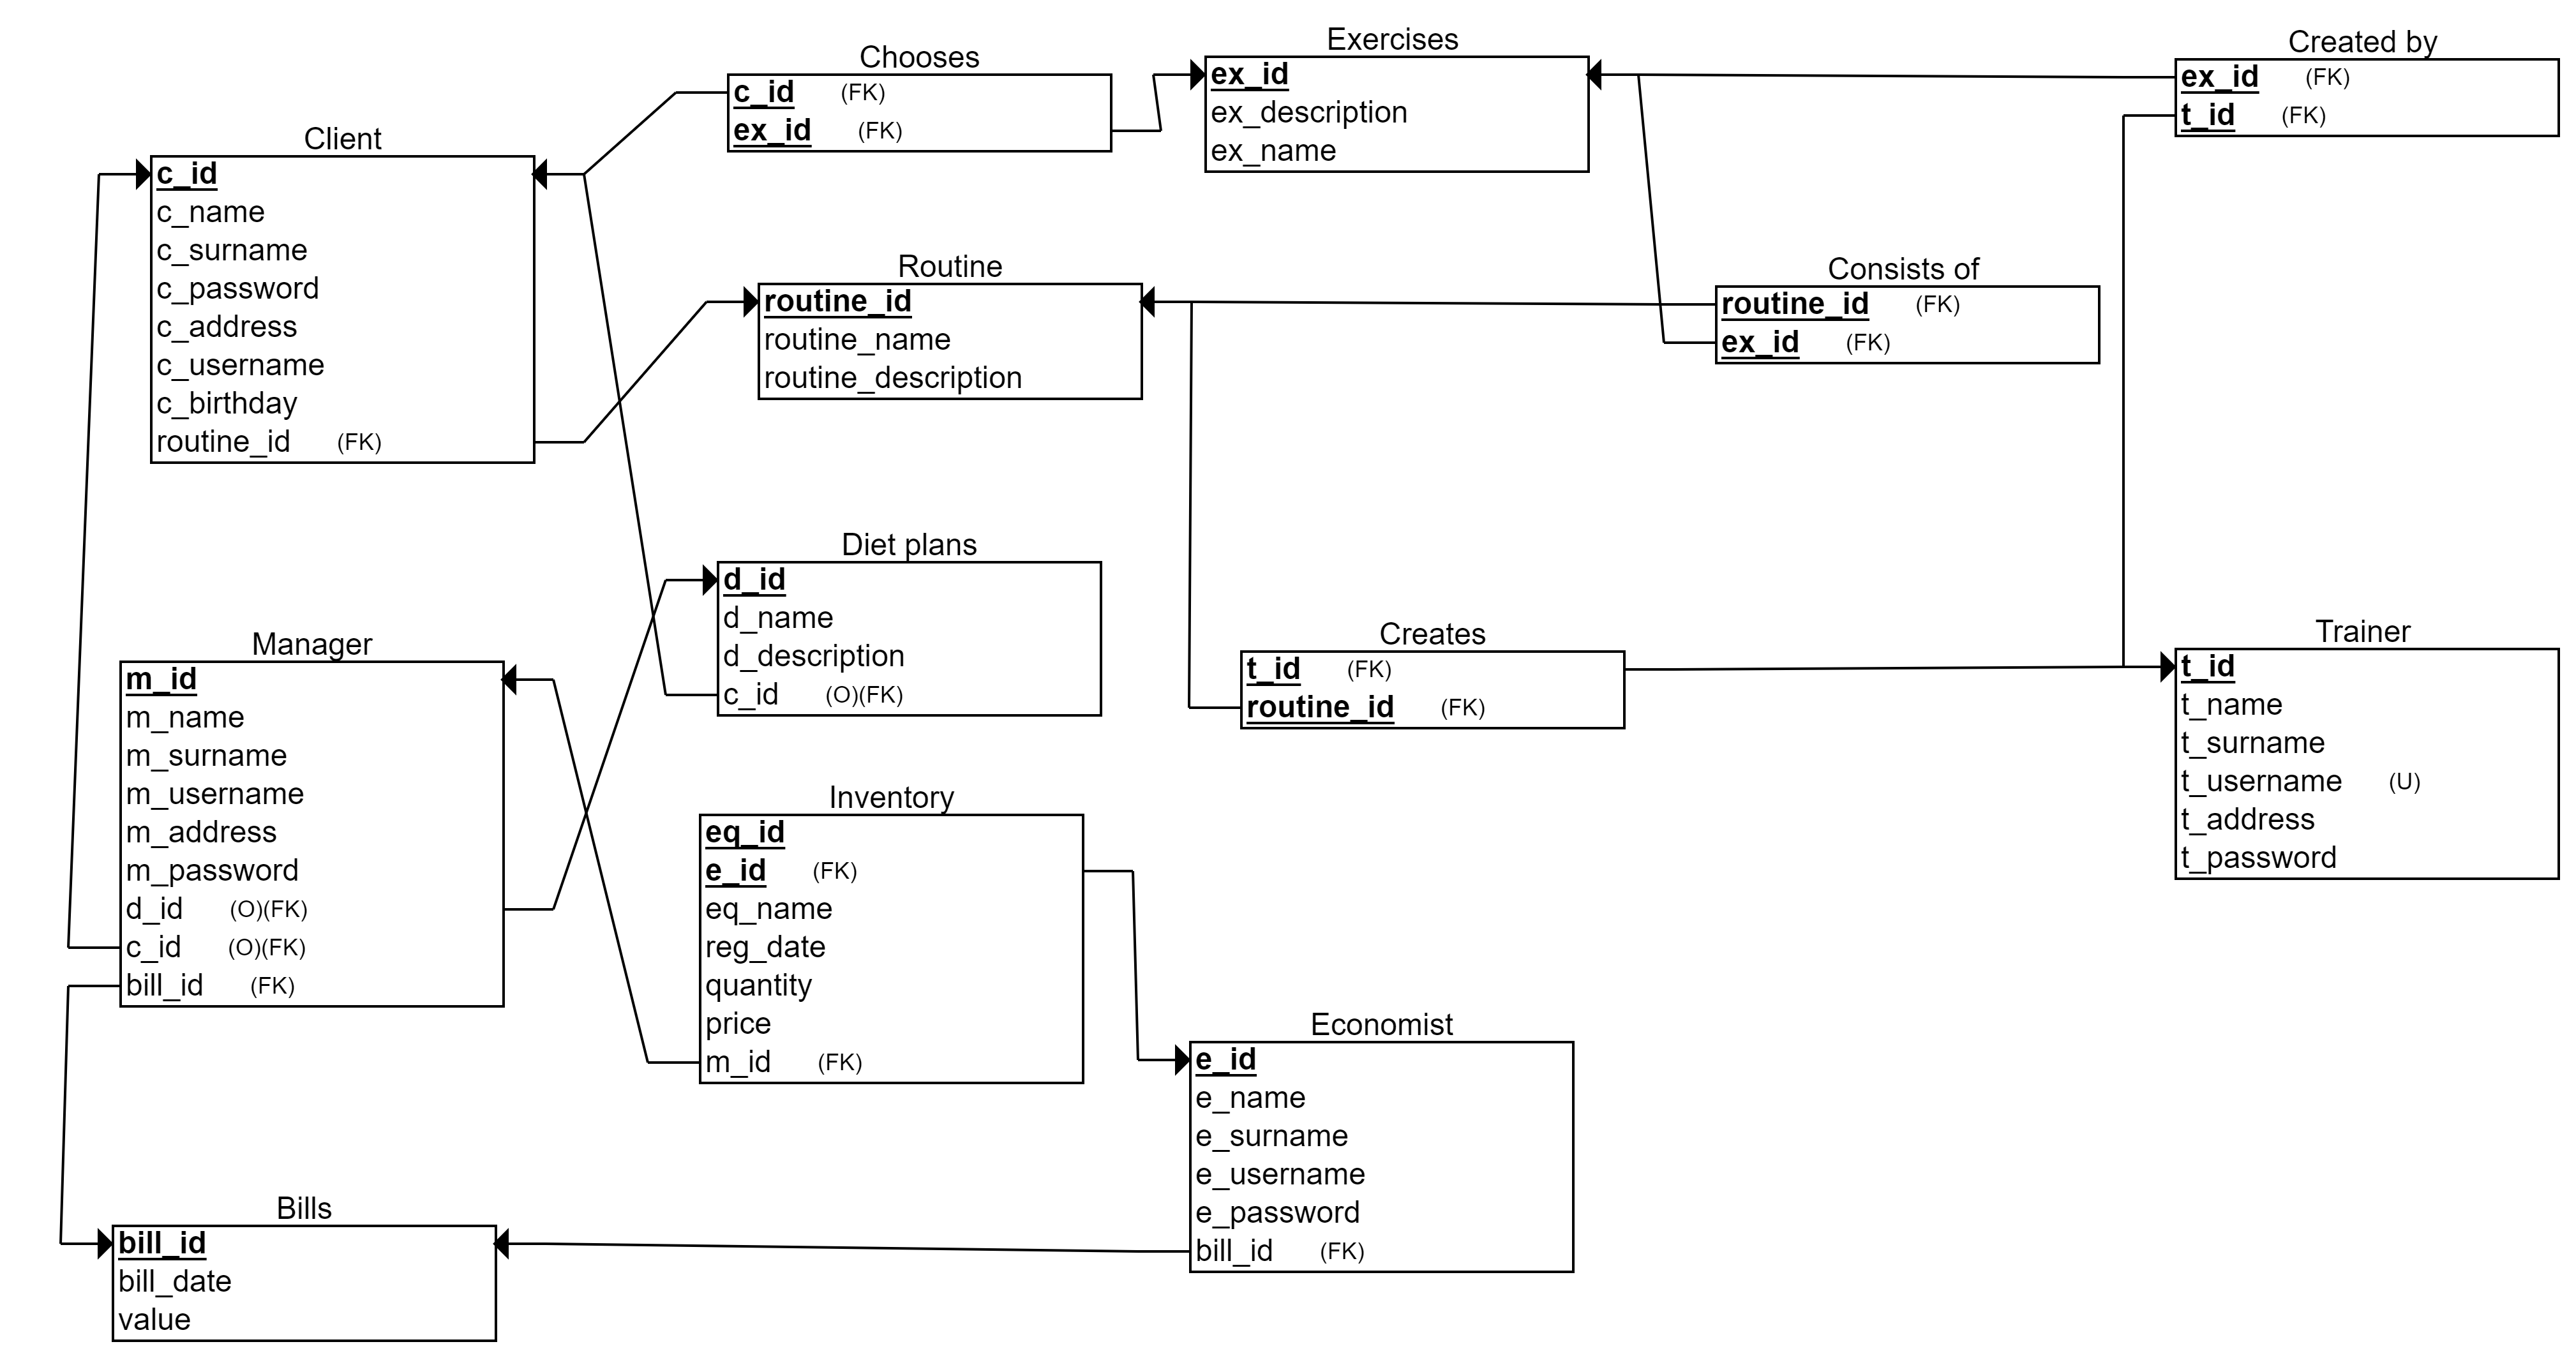 Chooses
c_id (FK)
ex_id (FK)
Exercises
ex_id
ex_description
ex_name
Created by
ex_id (FK)
t_id (FK)
Client
c_id
c_name
c_surname
c_password
c_address
c_username
c_birthday
routine_id (FK)
Routine
routine_id
routine_name
routine_description
Consists of
routine_id (FK)
ex_id (FK)
Diet plans
d_id
d_name
d_description
c_id (O)(FK)
Manager
m_id
m_name
m_surname
m_username
m_address
m_password
d_id (O)(FK)
c_id (O)(FK)
bill_id (FK)
Creates
t_id (FK)
routine_id (FK)
Trainer
t_id
t_name
t_surname
t_username (U)
t_address
t_password
Inventory
eq_id
e_id (FK)
eq_name
reg_date
quantity
price
m_id (FK)
Economist
e_id
e_name
e_surname
e_username
e_password
bill_id (FK)
Bills
bill_id
bill_date
value